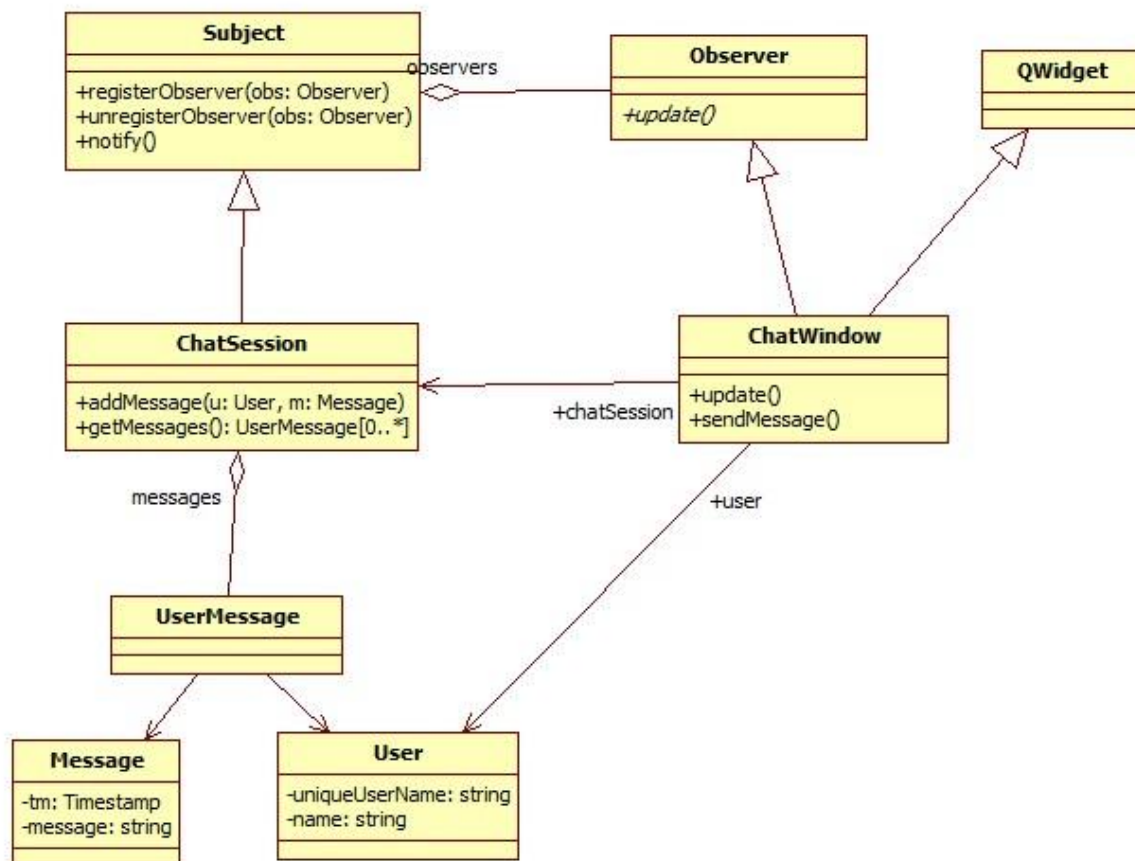 Subject
+registerObserver(obs: Observer)
+unregisterObserver(obs: Observer)
+notify()
observers
Observer
+update()
QWidget
ChatSession
+addMessage(u: User, m: Message)
+getMessages(): UserMessage[0..*]
+chatSession
ChatWindow
+update()
+sendMessage()
messages
+user
UserMessage
Message
-tm: Timestamp
-message: string
User
-uniqueUserName: string
-name: string